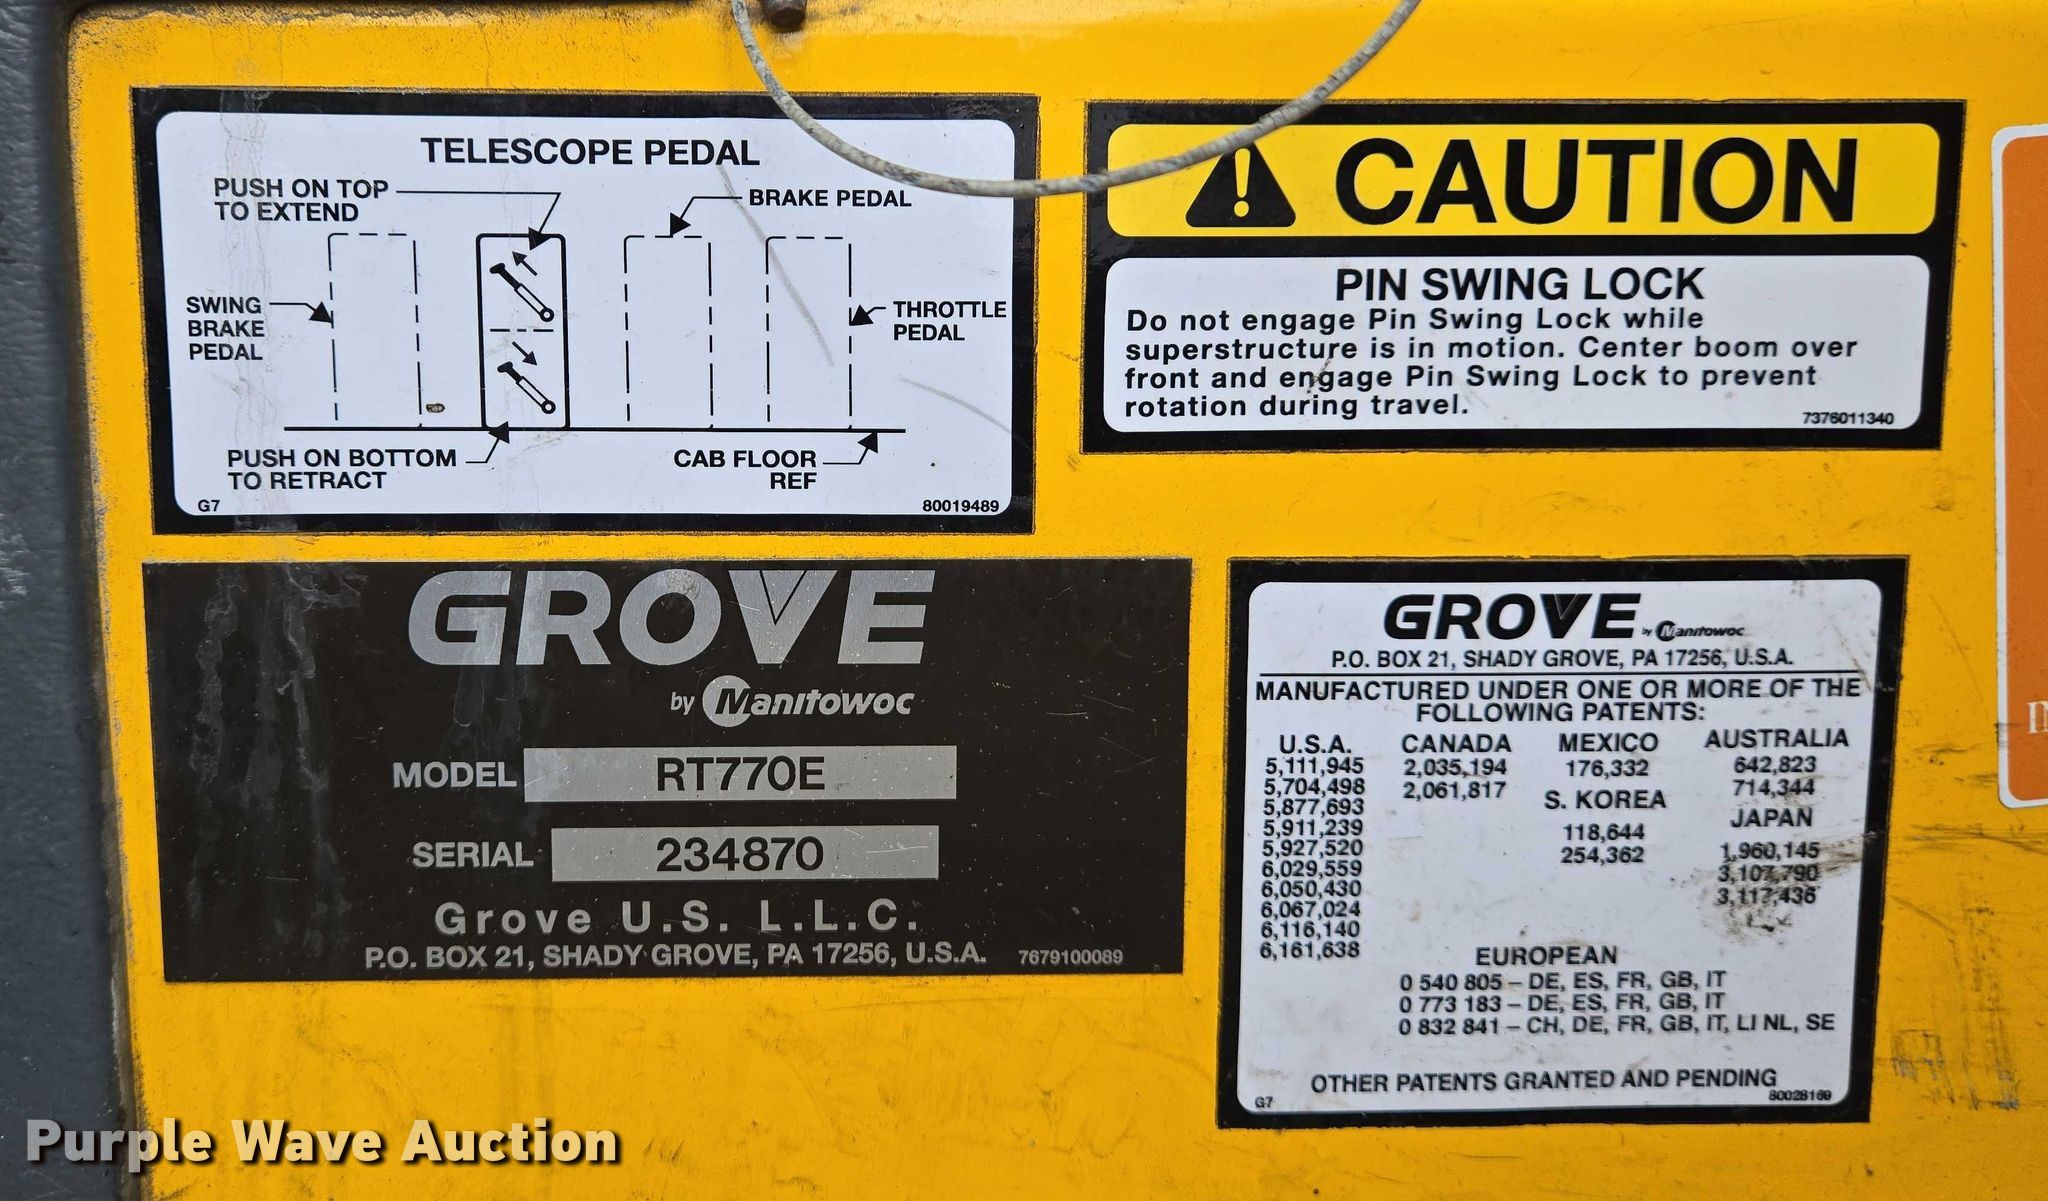 TELESCOPE PEDAL
PUSH ON TOP
TO EXTEND
BRAKE PEDAL
SWING
BRAKE
PEDAL
THROTTLE
PEDAL
PUSH ON BOTTOM
TO RETRACT
CAB FLOOR
REF
G7
80019489
CAUTION
PIN SWING LOCK
Do not engage Pin Swing Lock while
superstructure is in motion. Center boom over
front and engage Pin Swing Lock to prevent
rotation during travel.
7376011340
GROVE
by Manitowoc
MODEL RT770E
SERIAL 234870
Grove U.S. L.L.C.
P.O. BOX 21, SHADY GROVE, PA 17256, U.S.A.
7679100089
GROVE by Manitowoc
P.O. BOX 21, SHADY GROVE, PA 17256, U.S.A.
MANUFACTURED UNDER ONE OR MORE OF THE
FOLLOWING PATENTS:
U.S.A.
5,111,945
5,704,498
5,877,693
5,911,239
5,927,520
6,029,559
6,050,430
6,067,024
6,116,140
6,161,638
CANADA
2,035,194
2,061,817
MEXICO
176,332
S. KOREA
118,644
254,362
AUSTRALIA
642,823
714,344
JAPAN
1,960,145
3,107,790
3,117,436
EUROPEAN
0 540 805 – DE, ES, FR, GB, IT
0 773 183 – DE, ES, FR, GB, IT
0 832 841 – CH, DE, FR, GB, IT, LI NL, SE
OTHER PATENTS GRANTED AND PENDING
G7
80028169
Purple Wave Auction